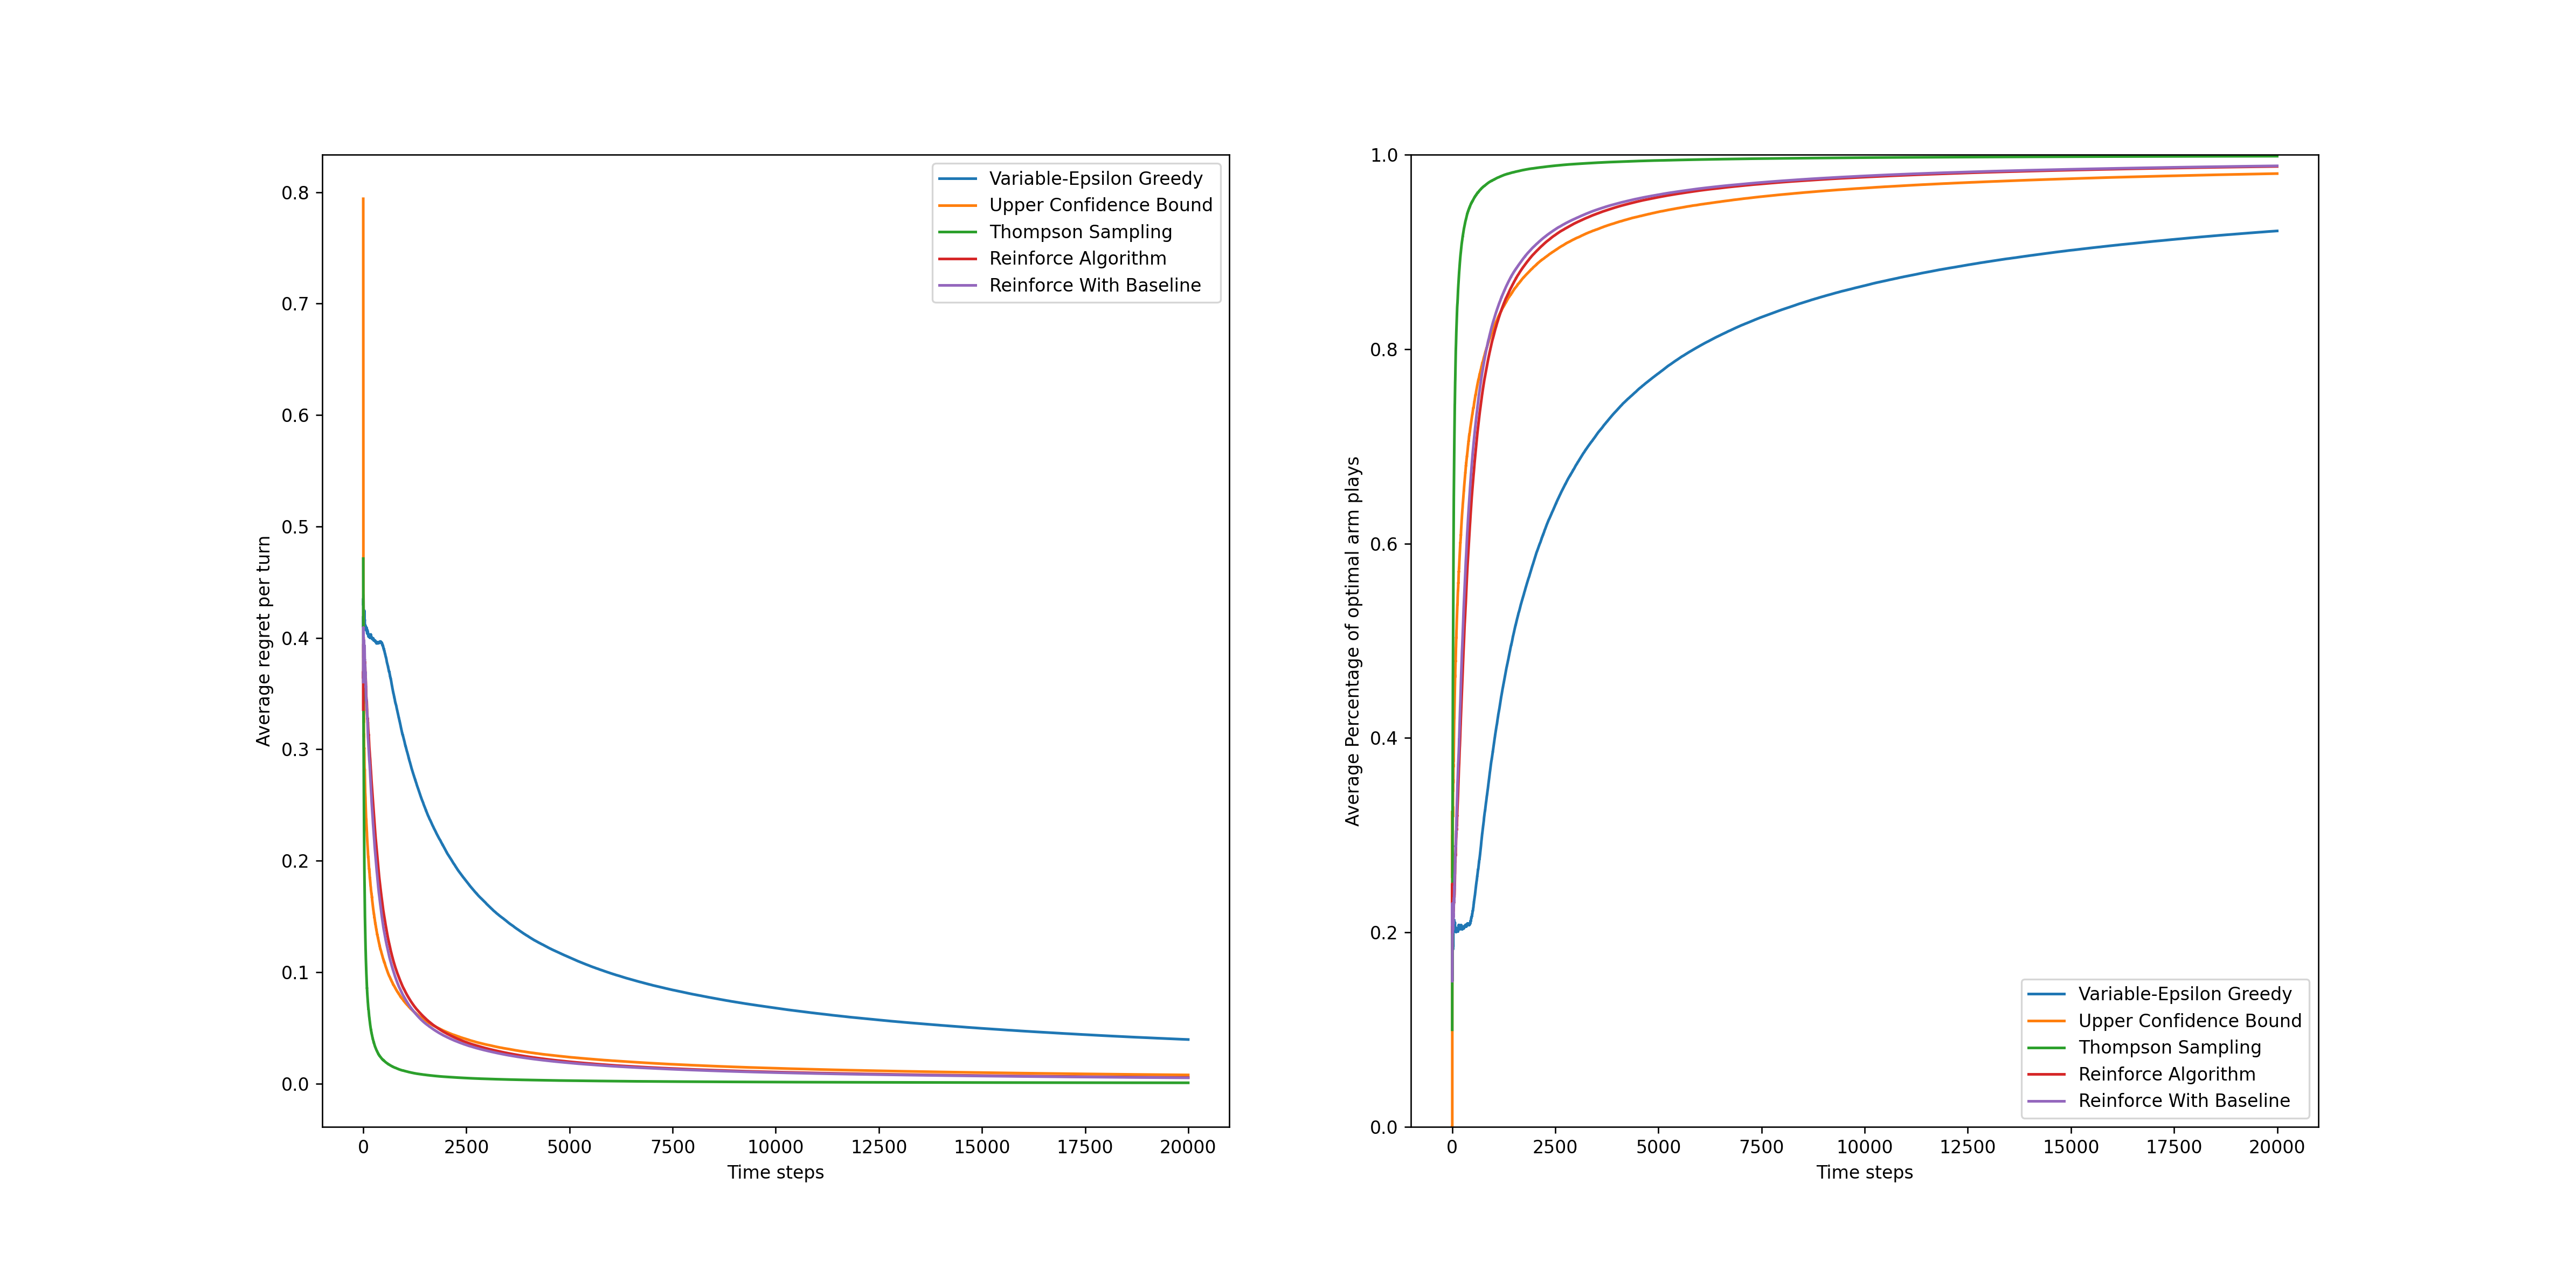 0.8
0.7
0.6
0.5
0.4
0.3
0.2
0.1
0.0
Average regret per turn
Variable-Epsilon Greedy
Upper Confidence Bound
Thompson Sampling
Reinforce Algorithm
Reinforce With Baseline
0 2500 5000 7500 10000 12500 15000 17500 20000
Time steps
1.0
0.8
0.6
0.4
0.2
0.0
Average Percentage of optimal arm plays
Variable-Epsilon Greedy
Upper Confidence Bound
Thompson Sampling
Reinforce Algorithm
Reinforce With Baseline
0 2500 5000 7500 10000 12500 15000 17500 20000
Time steps